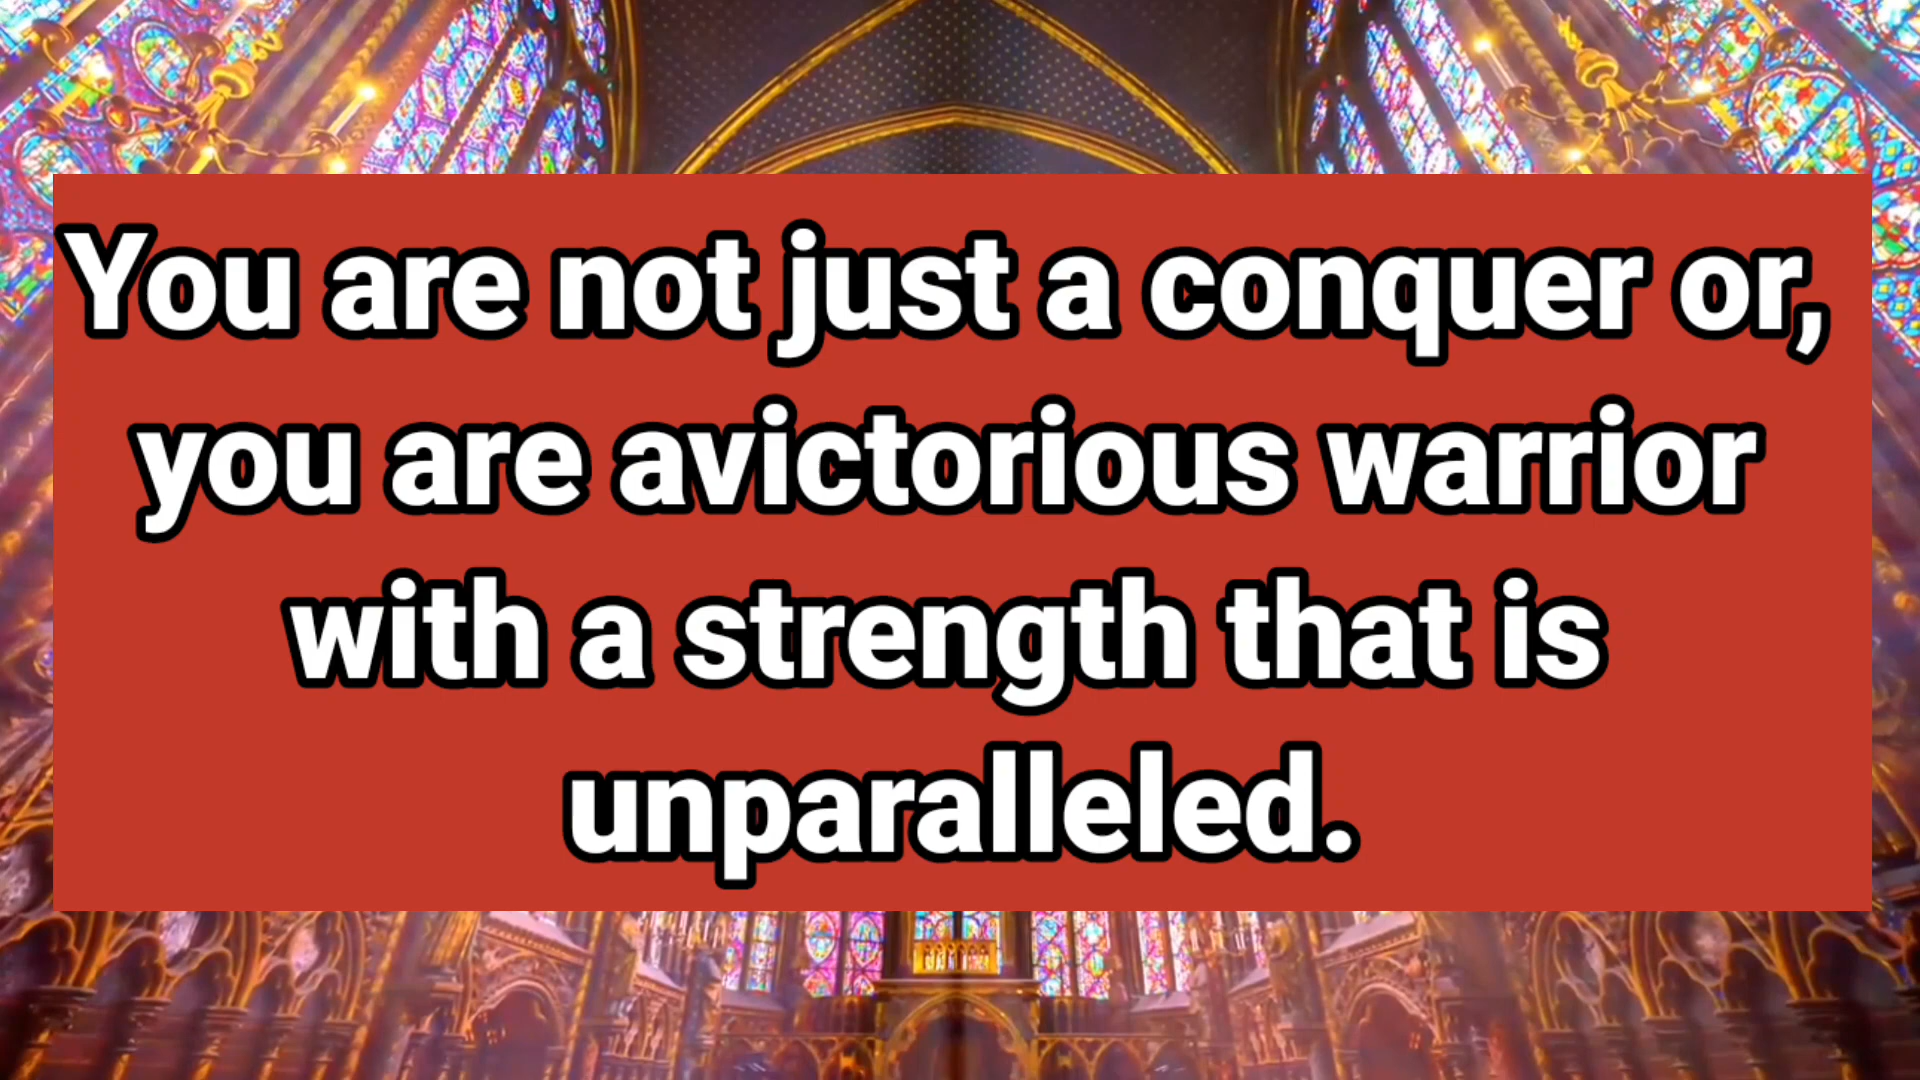 You are not just a conquer or,
you are avictorious warrior
with a strength that is
unparalleled.